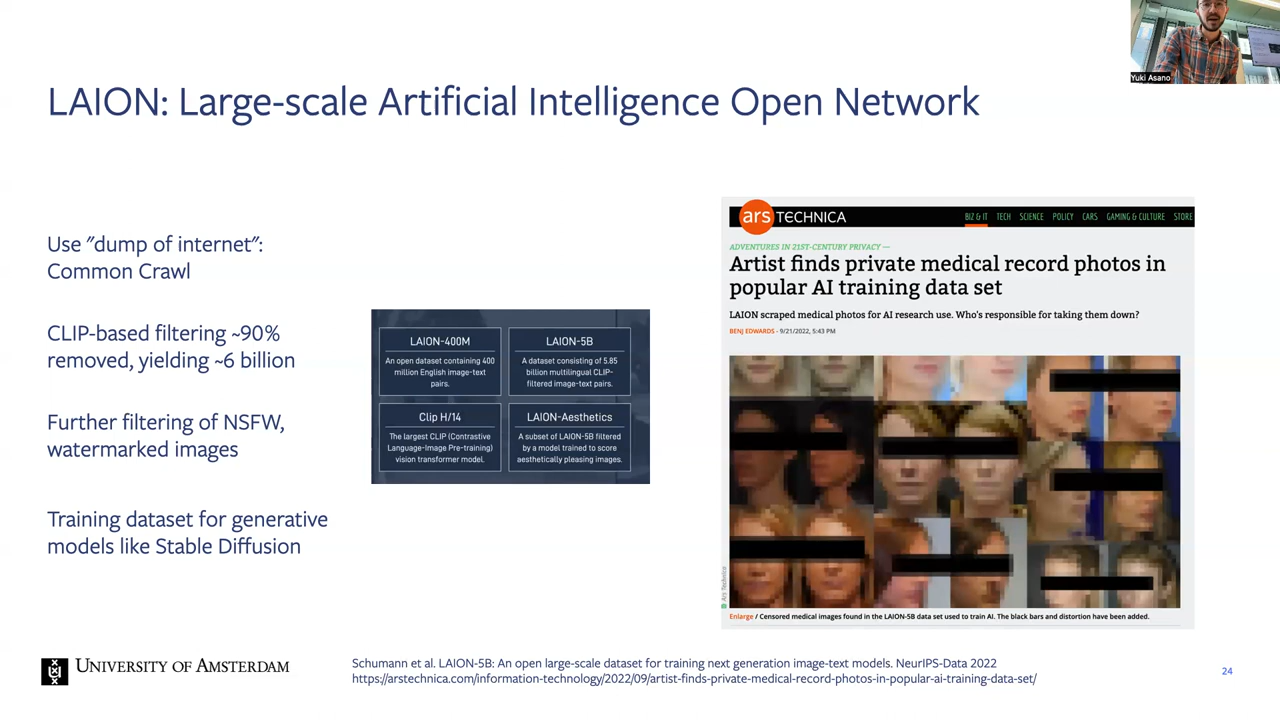 Yuki Asano
LAION: Large-scale Artificial Intelligence Open Network
Use "dump of internet":
Common Crawl
CLIP-based filtering ~90%
removed, yielding ~6 billion
Further filtering of NSFW,
watermarked images
Training dataset for generative
models like Stable Diffusion
LAION-400M
An open dataset containing 400
million English image-text
pairs.
LAION-5B
A dataset consisting of 5.85
billion multilingual CLIP-
filtered image-text pairs.
Clip H/14
The largest CLIP (Contrastive
Language-Image Pre-training)
vision transformer model.
LAION-Aesthetics
A subset of LAION-5B filtered
by a model trained to score
aesthetically pleasing images.
ars TECHNICA
BIZ & IT TECH SCIENCE POLICY CARS GAMING & CULTURE STORE
ADVENTURES IN 21ST-CENTURY PRIVACY —
Artist finds private medical record photos in
popular AI training data set
LAION scraped medical photos for AI research use. Who's responsible for taking them down?
BENJ EDWARDS - 9/21/2022, 5:43 PM
Ars Technica
Enlarge / Censored medical images found in the LAION-5B data set used to train AI. The black bars and distortion have been added.
UNIVERSITY OF AMSTERDAM
Schumann et al. LAION-5B: An open large-scale dataset for training next generation image-text models. NeurIPS-Data 2022
https://arstechnica.com/information-technology/2022/09/artist-finds-private-medical-record-photos-in-popular-ai-training-data-set/
24